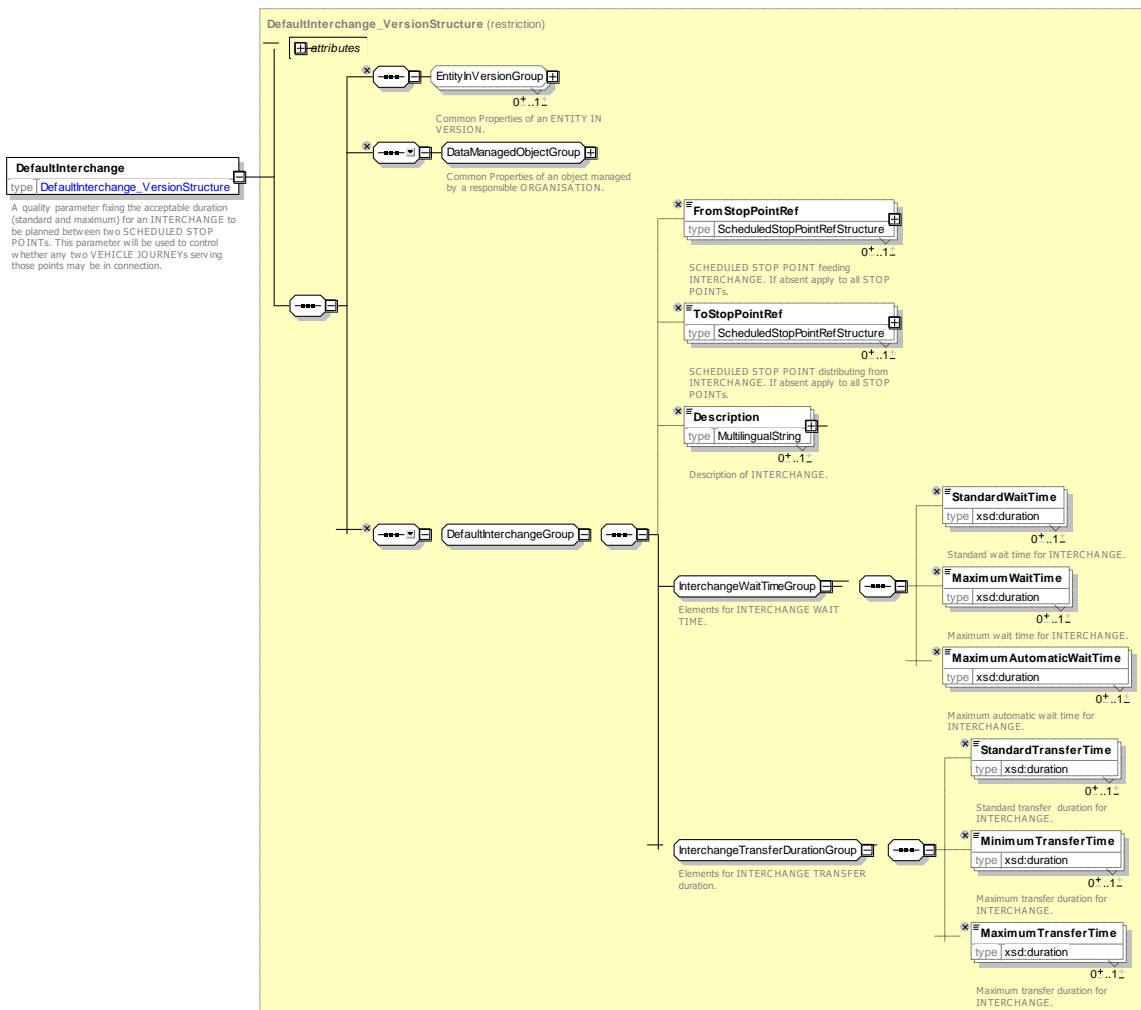 DefaultInterchange_VersionStructure (restriction)
attributes
EntityInVersionGroup
0..1
Common Properties of an ENTITY IN
VERSION.
DataManagedObjectGroup
Common Properties of an object managed
by a responsible ORGANISATION.
DefaultInterchange
type DefaultInterchange_VersionStructure
A quality parameter fixing the acceptable duration
(standard and maximum) for an INTERCHANGE to
be planned between two SCHEDULED STOP
POINTs. This parameter will be used to control
whether any two VEHICLE JOURNEYs serving
those points may be in connection.
FromStopPointRef
type ScheduledStopPointRefStructure
0..1
SCHEDULED STOP POINT feeding
INTERCHANGE. If absent apply to all STOP
POINTs.
ToStopPointRef
type ScheduledStopPointRefStructure
0..1
SCHEDULED STOP POINT distributing from
INTERCHANGE. If absent apply to all STOP
POINTs.
Description
type MultilingualString
0..1
Description of INTERCHANGE.
DefaultInterchangeGroup
StandardWaitTime
type xsd:duration
0..1
Standard wait time for INTERCHANGE.
InterchangeWaitTimeGroup
Elements for INTERCHANGE WAIT
TIME.
MaximumWaitTime
type xsd:duration
0..1
Maximum wait time for INTERCHANGE.
MaximumAutomaticWaitTime
type xsd:duration
0..1
Maximum automatic wait time for
INTERCHANGE.
StandardTransferTime
type xsd:duration
0..1
Standard transfer duration for
INTERCHANGE.
InterchangeTransferDurationGroup
Elements for INTERCHANGE TRANSFER
duration.
MinimumTransferTime
type xsd:duration
0..1
Maximum transfer duration for
INTERCHANGE.
MaximumTransferTime
type xsd:duration
0..1
Maximum transfer duration for
INTERCHANGE.